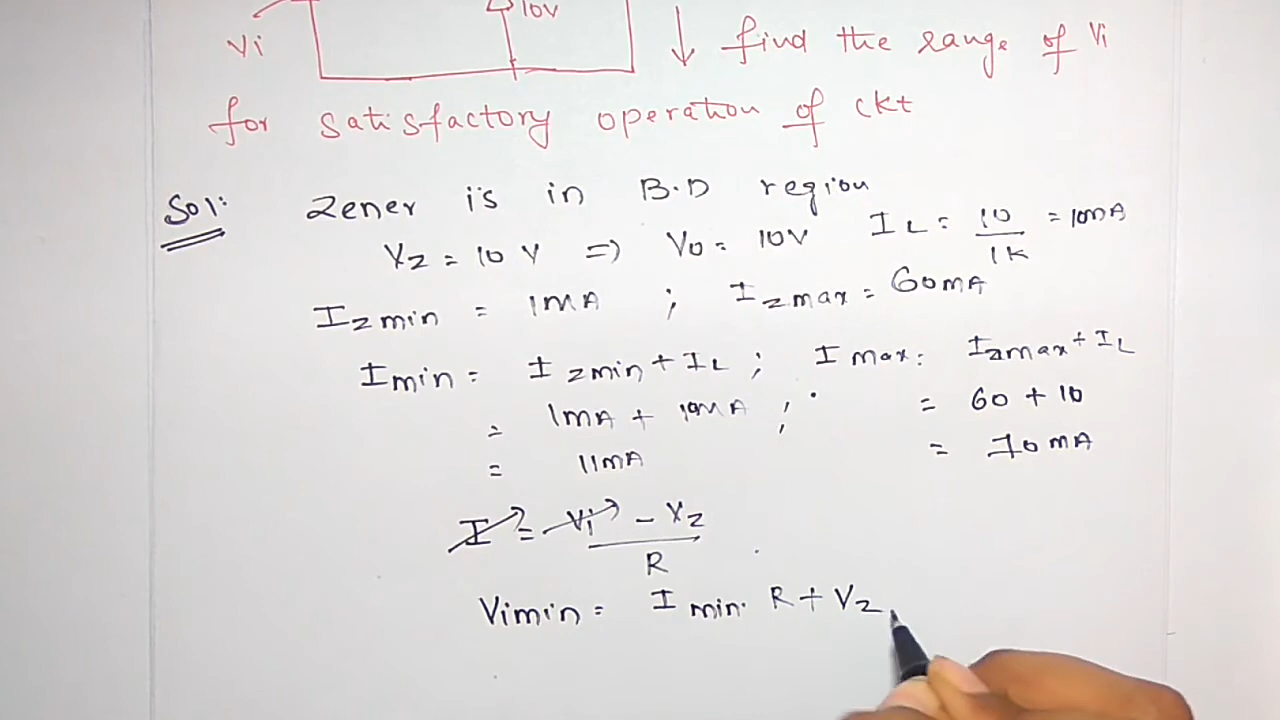 10V
Vi ↓ find the range of Vi
for satisfactory operation of ckt
Sol: Zener is in B.D region
Vz = 10 V => Vo = 10V IL = 10/1K = 10mA
Izmin = 1mA ; Izmax = 60mA
Imin = Izmin + IL ; Imax = Izmax + IL
= 1mA + 10mA ; = 60 + 10
= 11mA = 70mA
I = Vi - Vz / R
Vimin = Imin. R + Vz